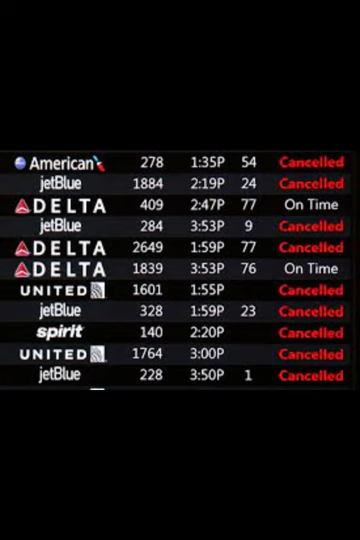 American 278 1:35P 54 Cancelled
jetBlue 1884 2:19P 24 Cancelled
DELTA 409 2:47P 77 On Time
jetBlue 284 3:53P 9 Cancelled
DELTA 2649 1:59P 77 Cancelled
DELTA 1839 3:53P 76 On Time
UNITED 1601 1:55P Cancelled
jetBlue 328 1:59P 23 Cancelled
spirit 140 2:20P Cancelled
UNITED 1764 3:00P Cancelled
jetBlue 228 3:50P 1 Cancelled